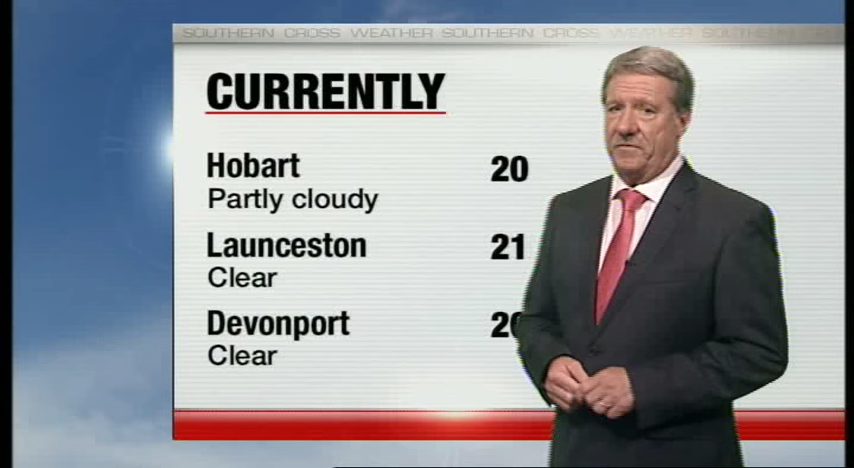 SOUTHERN CROSS WEATHER SOUTHERN CROSS WEATHER SOUTHERN
CURRENTLY
Hobart 20
Partly cloudy
Launceston 21
Clear
Devonport
Clear